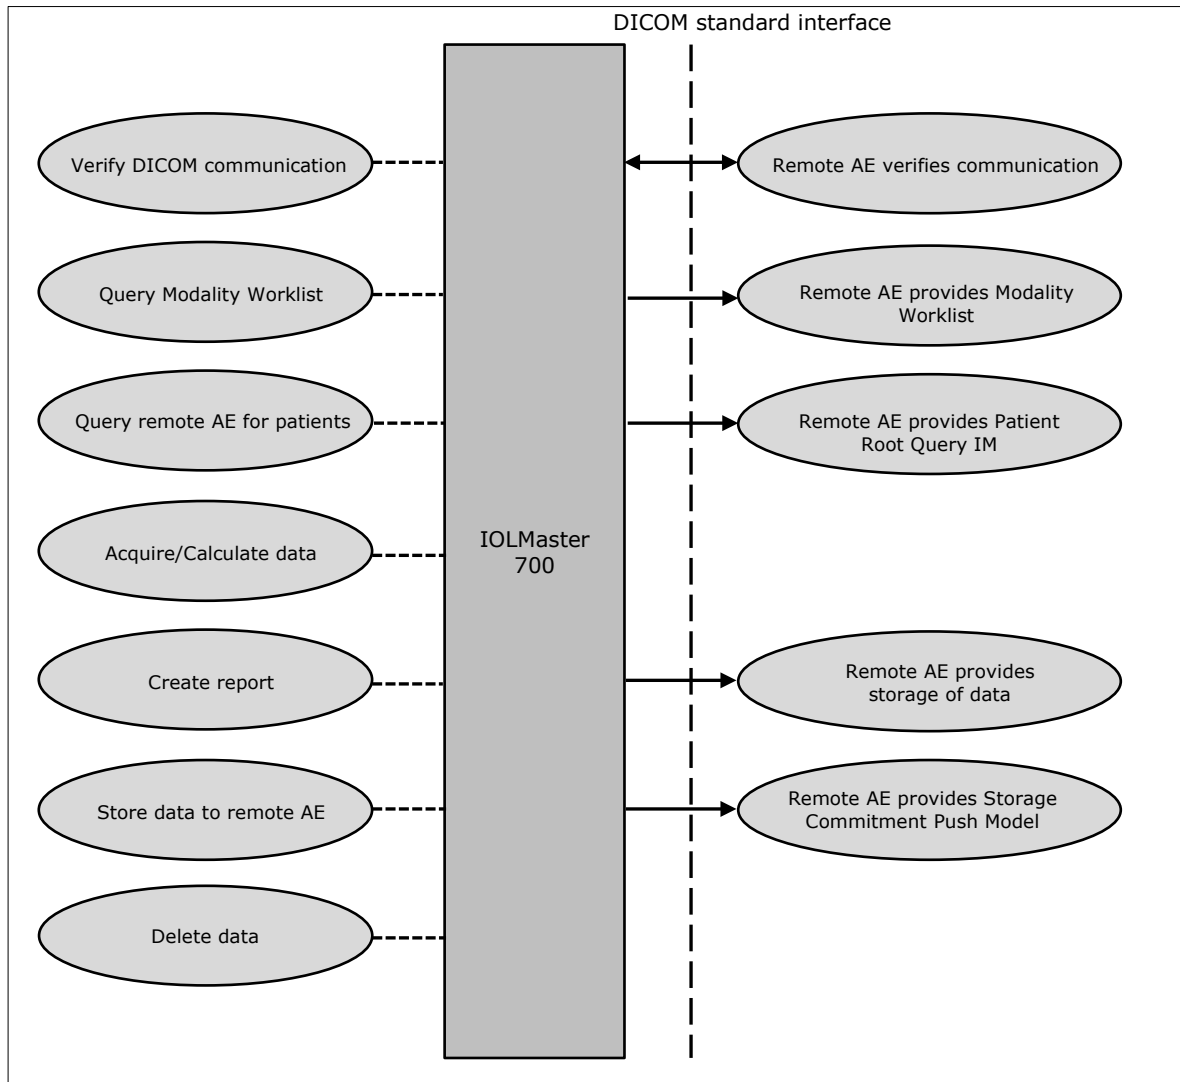 DICOM standard interface
Verify DICOM communication
Remote AE verifies communication
Query Modality Worklist
Remote AE provides Modality
Worklist
Query remote AE for patients
Remote AE provides Patient
Root Query IM
Acquire/Calculate data
IOLMaster
700
Create report
Remote AE provides
storage of data
Store data to remote AE
Remote AE provides Storage
Commitment Push Model
Delete data